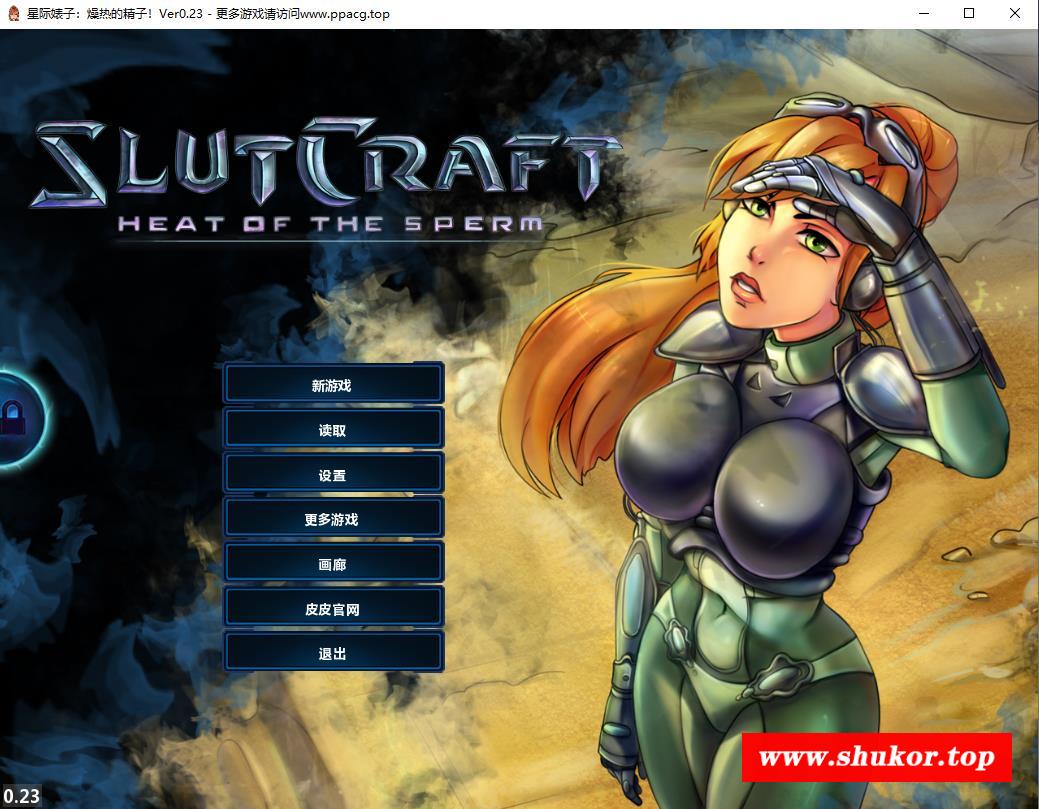 星际婊子：燥热的精子！Ver0.23 - 更多游戏请访问www.ppacg.top
SLUTCRAFT
HEAT OF THE SPERM
新游戏
读取
设置
更多游戏
画廊
皮皮官网
退出
www.shukor.top
0.23